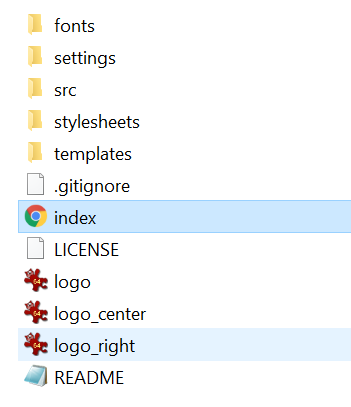 fonts
settings
src
stylesheets
templates
.gitignore
index
LICENSE
logo
logo_center
logo_right
README